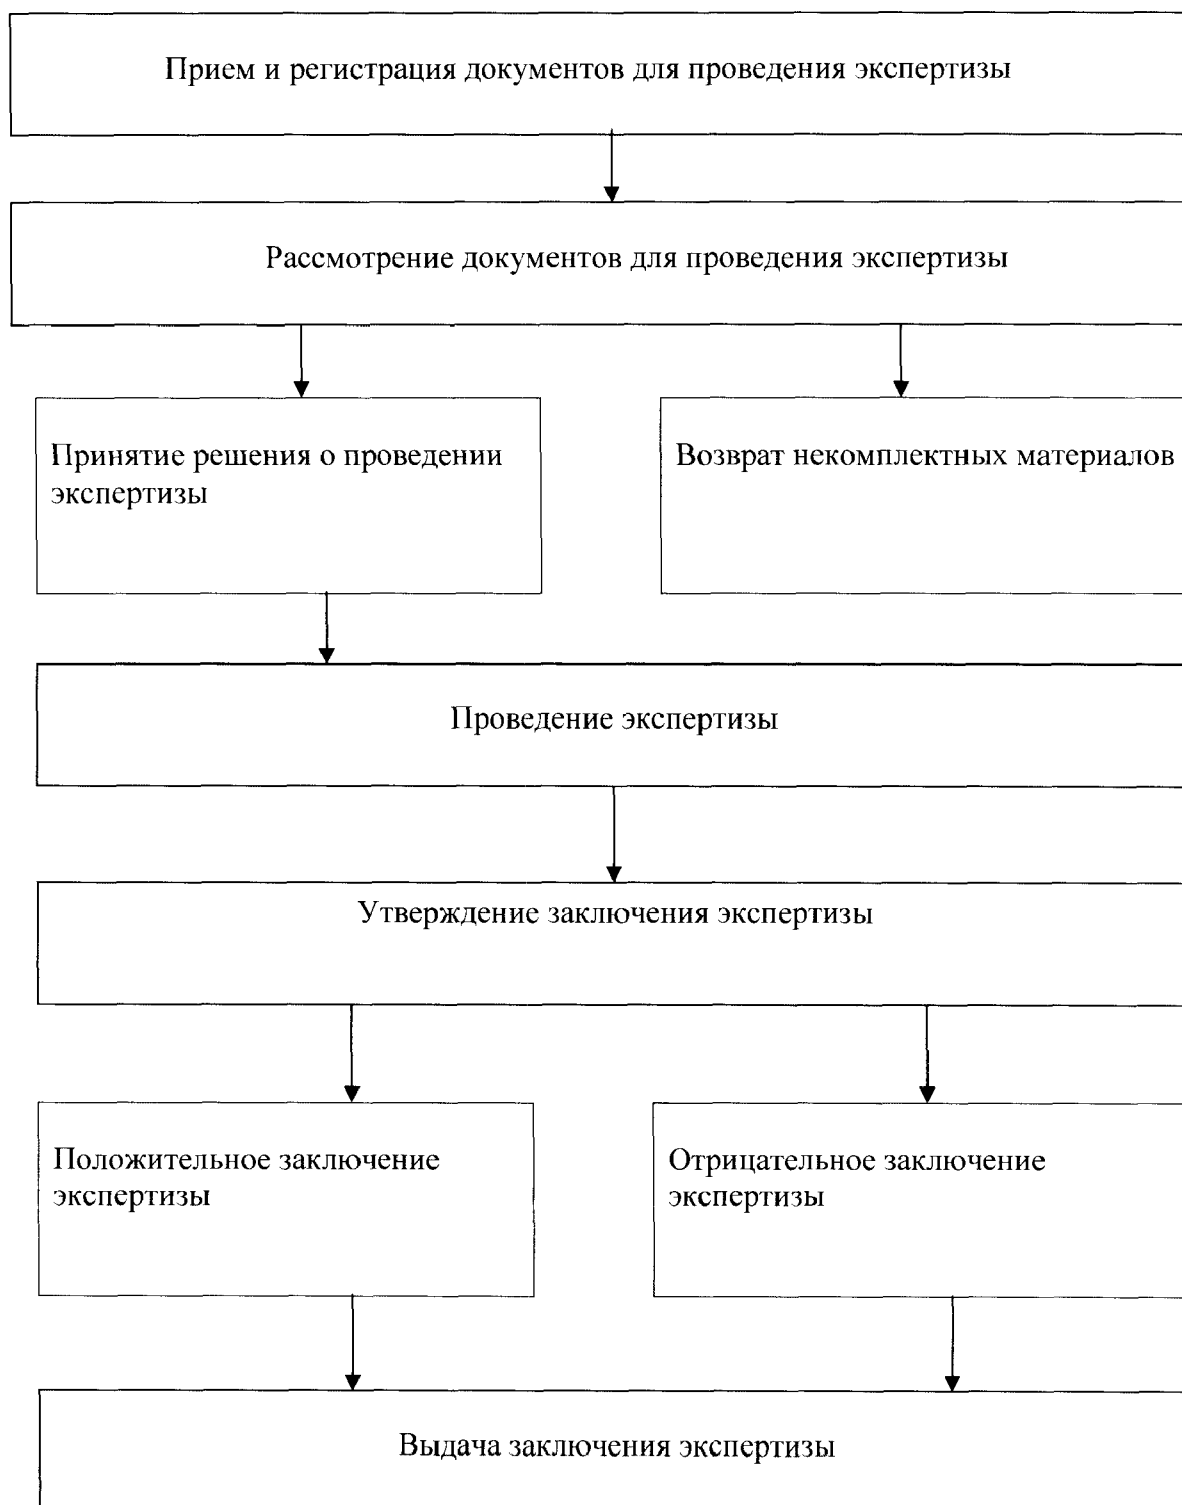 Прием и регистрация документов для проведения экспертизы
Рассмотрение документов для проведения экспертизы
Принятие решения о проведении
экспертизы
Возврат некомплектных материалов
Проведение экспертизы
Утверждение заключения экспертизы
Положительное заключение
экспертизы
Отрицательное заключение
экспертизы
Выдача заключения экспертизы